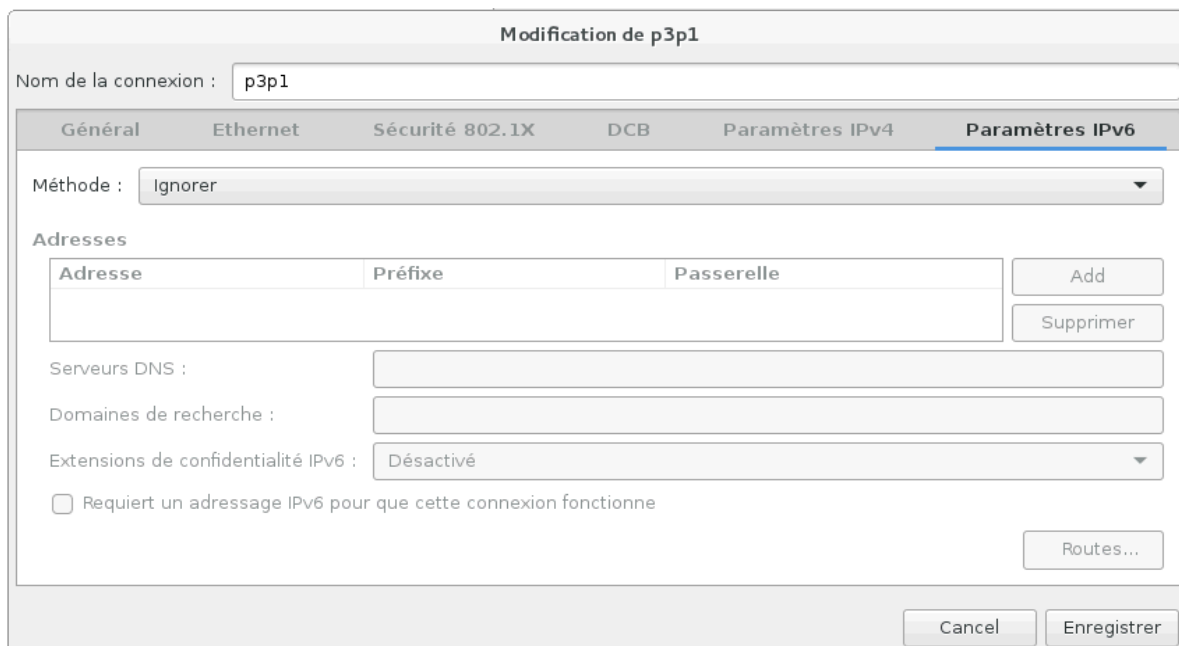 Modification de p3p1
Nom de la connexion : p3p1
Général Ethernet Sécurité 802.1X DCB Paramètres IPv4 Paramètres IPv6
Méthode : Ignorer
Adresses
Adresse Préfixe Passerelle Add
Supprimer
Serveurs DNS :
Domaines de recherche :
Extensions de confidentialité IPv6 : Désactivé
Requiert un adressage IPv6 pour que cette connexion fonctionne
Routes...
Cancel Enregistrer